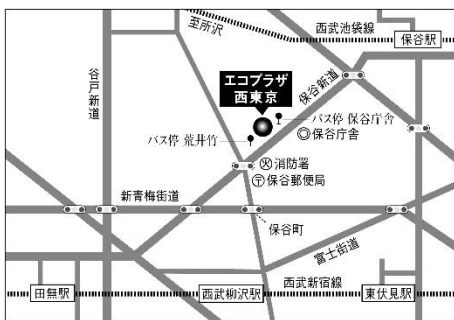 至所沢
西武池袋線
保谷駅
谷戸新道
エコプラザ
西東京
保谷新道
バス停 保谷庁舎
◎保谷庁舎
バス停 荒井竹
消防署
〒保谷郵便局
新青梅街道
保谷町
富士街道
西武新宿線
田無駅
西武柳沢駅
東伏見駅